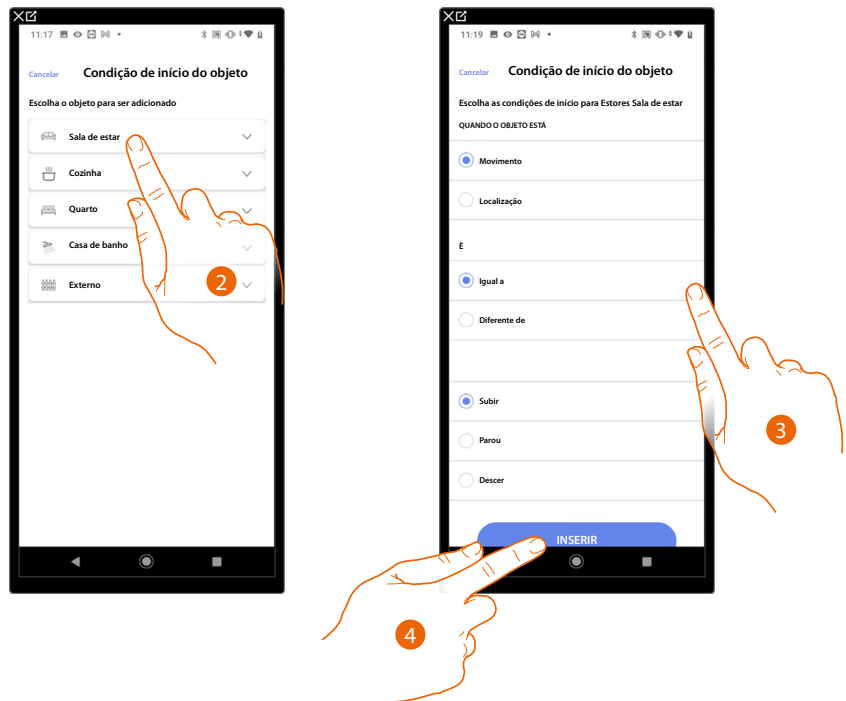 11:17
Cancelar
Condição de início do objeto
Escolha o objeto para ser adicionado
Sala de estar
Cozinha
Quarto
Casa de banho
Externo
2
11:19
Cancelar
Condição de início do objeto
Escolha as condições de início para Estores Sala de estar
QUANDO O OBJETO ESTÁ
Movimento
Localização
È
Igual a
Diferente de
Subir
Parou
Descer
INSERIR
3
4